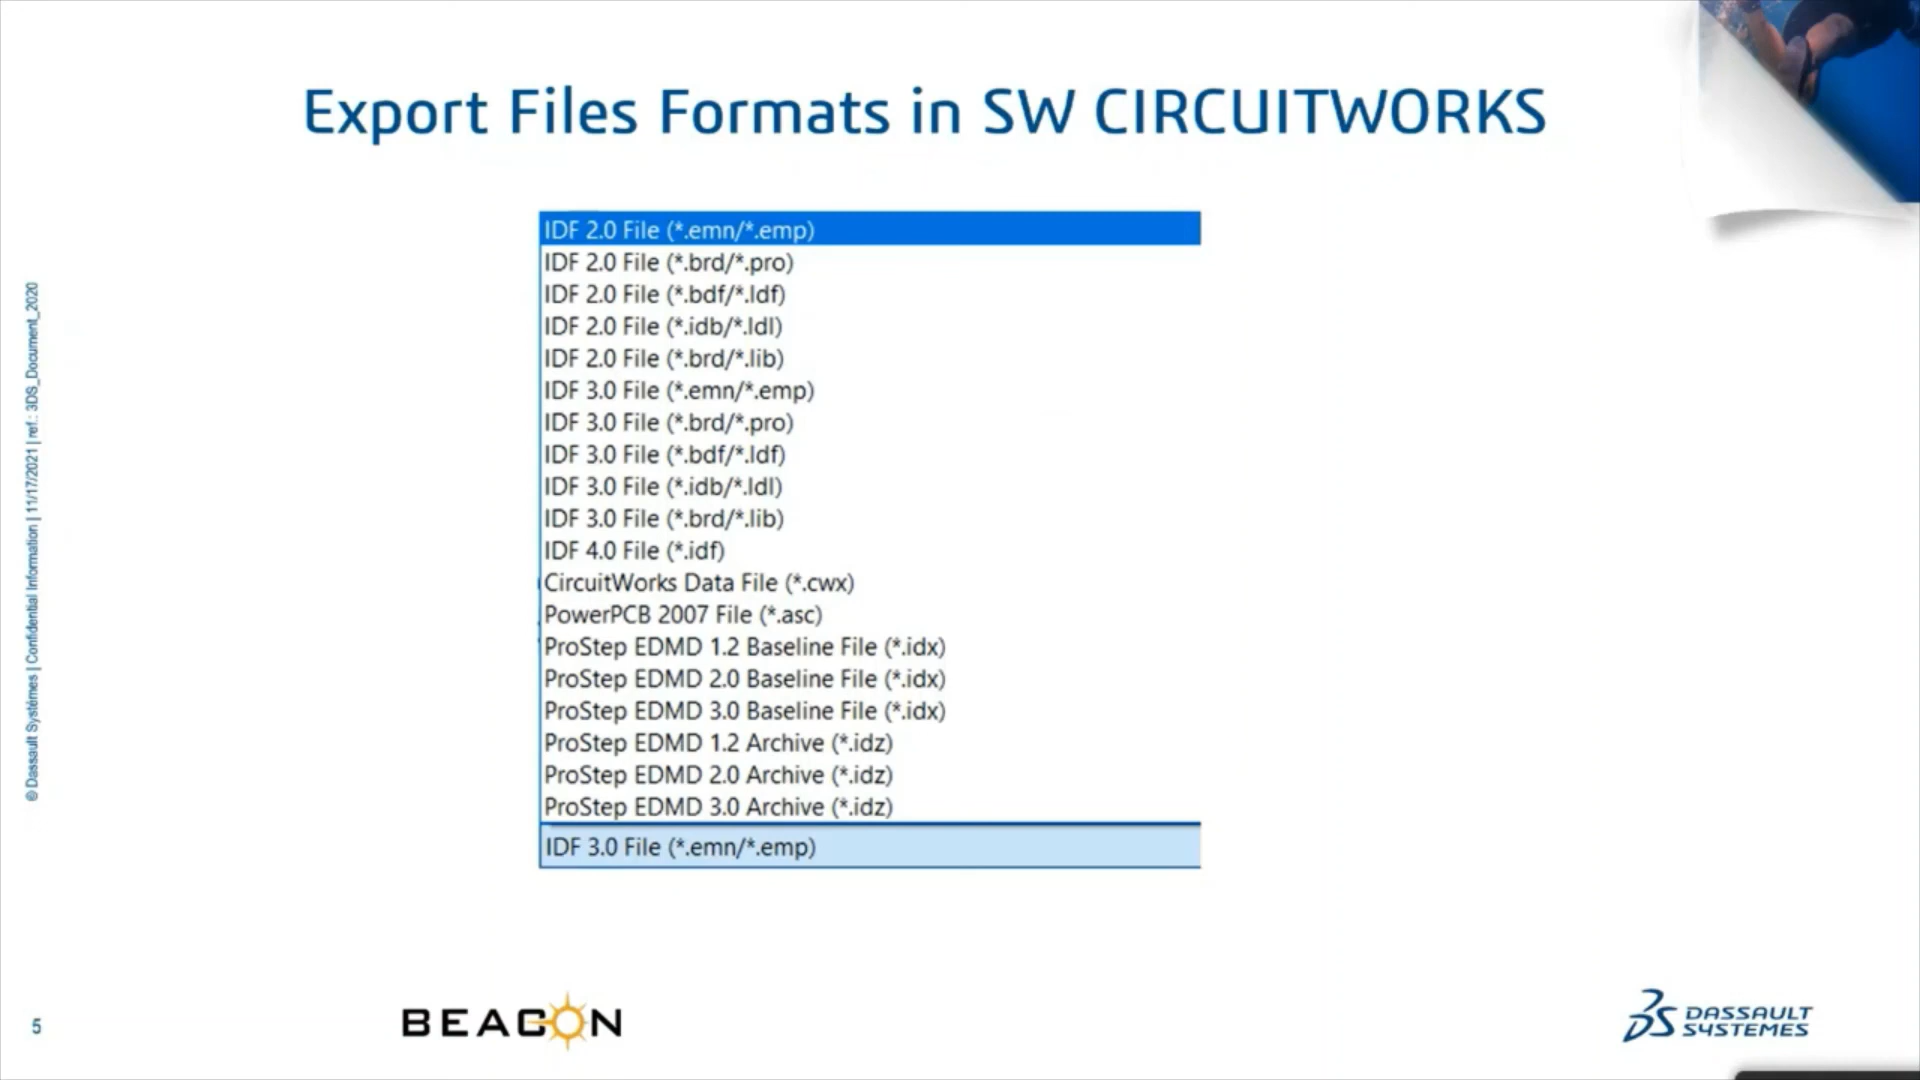 Export Files Formats in SW CIRCUITWORKS
IDF 2.0 File (*.emn/*.emp)
IDF 2.0 File (*.brd/*.pro)
IDF 2.0 File (*.bdf/*.ldf)
IDF 2.0 File (*.idb/*.ldl)
IDF 2.0 File (*.brd/*.lib)
IDF 3.0 File (*.emn/*.emp)
IDF 3.0 File (*.brd/*.pro)
IDF 3.0 File (*.bdf/*.ldf)
IDF 3.0 File (*.idb/*.ldl)
IDF 3.0 File (*.brd/*.lib)
IDF 4.0 File (*.idf)
CircuitWorks Data File (*.cwx)
PowerPCB 2007 File (*.asc)
ProStep EDMD 1.2 Baseline File (*.idx)
ProStep EDMD 2.0 Baseline File (*.idx)
ProStep EDMD 3.0 Baseline File (*.idx)
ProStep EDMD 1.2 Archive (*.idz)
ProStep EDMD 2.0 Archive (*.idz)
ProStep EDMD 3.0 Archive (*.idz)
IDF 3.0 File (*.emn/*.emp)
© Dassault Systèmes | Confidential Information | 11/17/2021 | ref.: 3DS_Document_2020
5
BEACON
3DS DASSAULT
SYSTEMES